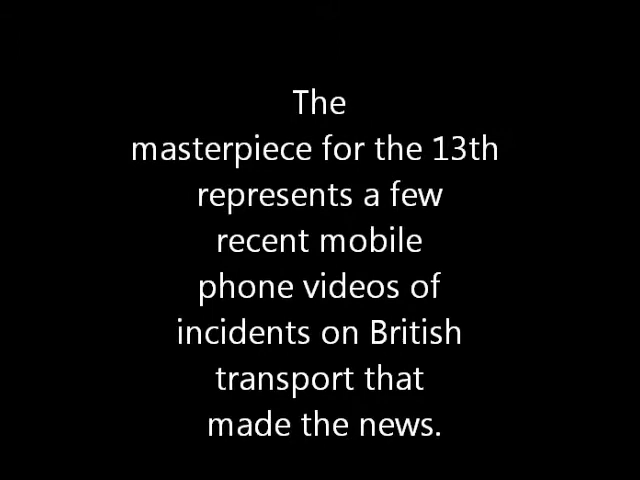 The
masterpiece for the 13th
represents a few
recent mobile
phone videos of
incidents on British
transport that
made the news.